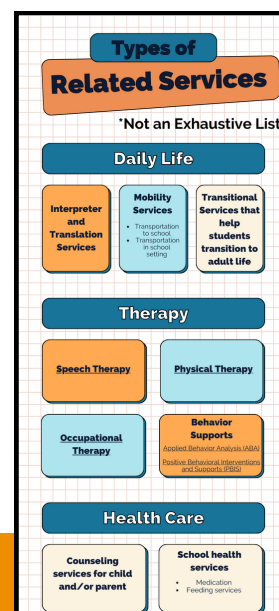 Types of
Related Services
*Not an Exhaustive List
Daily Life
Interpreter
and
Translation
Services
Mobility
Services
• Transportation
to school
• Transportation
in school
setting
Transitional
Services that
help
students
transition to
adult life
Therapy
Speech Therapy
Physical Therapy
Occupational
Therapy
Behavior
Supports
Applied Behavior Analysis (ABA)
Positive Behavioral Interventions
and Supports (PBIS)
Health Care
Counseling
services for child
and/or parent
School health
services
• Medication
• Feeding services